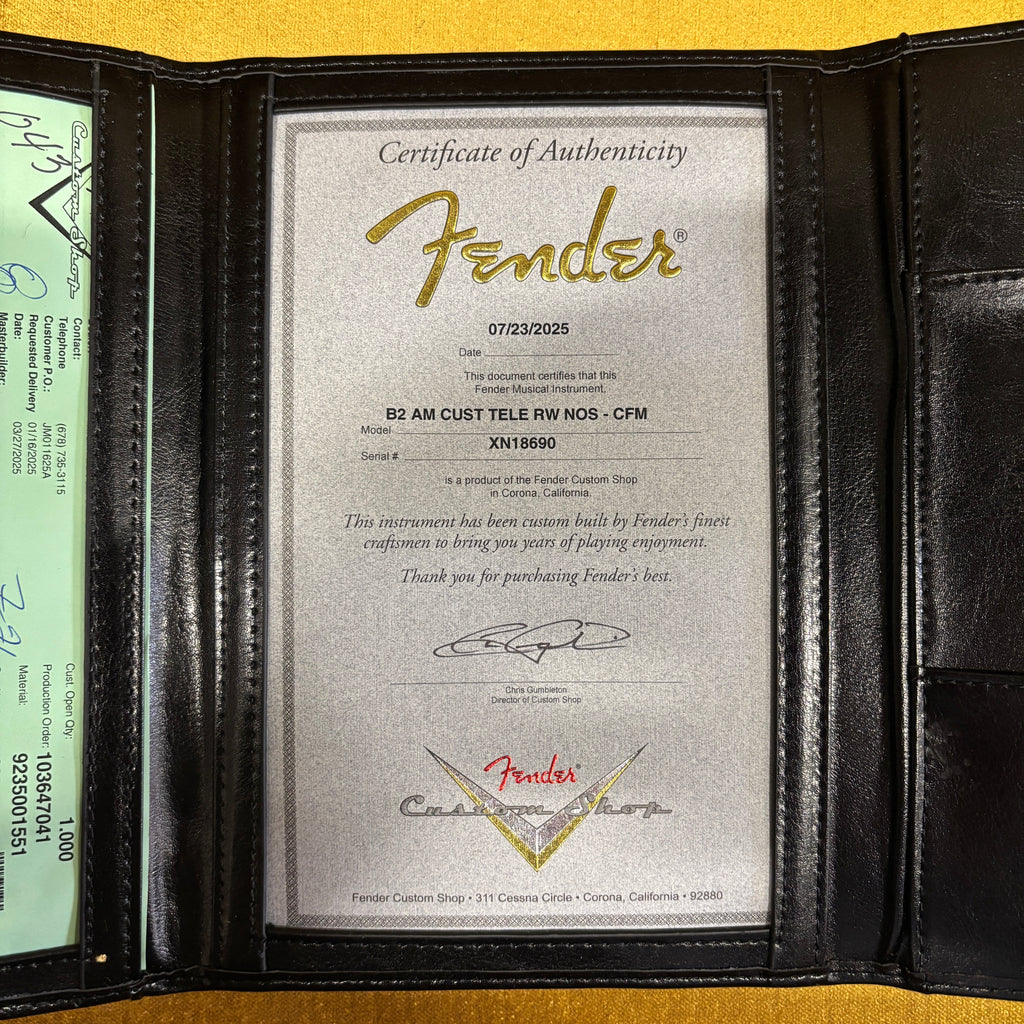 Certificate of Authenticity
Fender®
07/23/2025
Date
This document certifies that this
Fender Musical Instrument,
B2 AM CUST TELE RW NOS - CFM
Model
XN18690
Serial #
is a product of the Fender Custom Shop
in Corona, California.
This instrument has been custom built by Fender's finest
craftsmen to bring you years of playing enjoyment.
Thank you for purchasing Fender's best.
Chris Gumbleton
Director of Custom Shop
Fender®
Custom Shop
Fender Custom Shop • 311 Cessna Circle • Corona, California • 92880
Custom Shop
Contact:
Telephone (678) 735-3115
Customer P.O.: JM011625A
Requested Delivery 01/16/2025
Date: 03/27/2025
Masterbuilder:
Cust. Open Qty: 1.000
Production Order: 103647041
Material: 9235001551